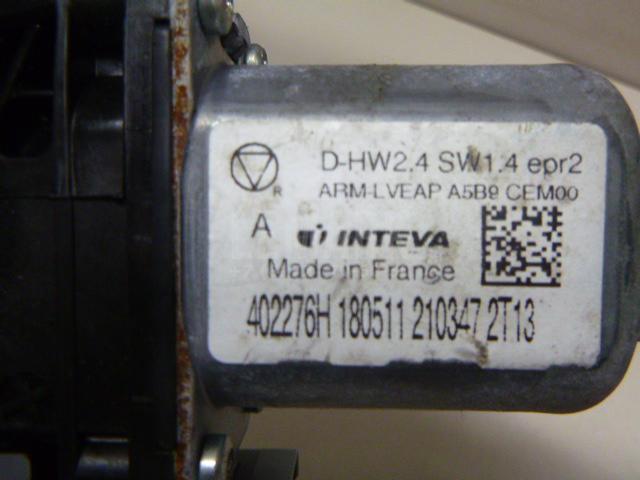 D-HW2.4 SW1.4 epr2
R
ARM-LVEAP A5B9 CEM00
A INTEVA
Made in France
402276H 180511 210347 2T13